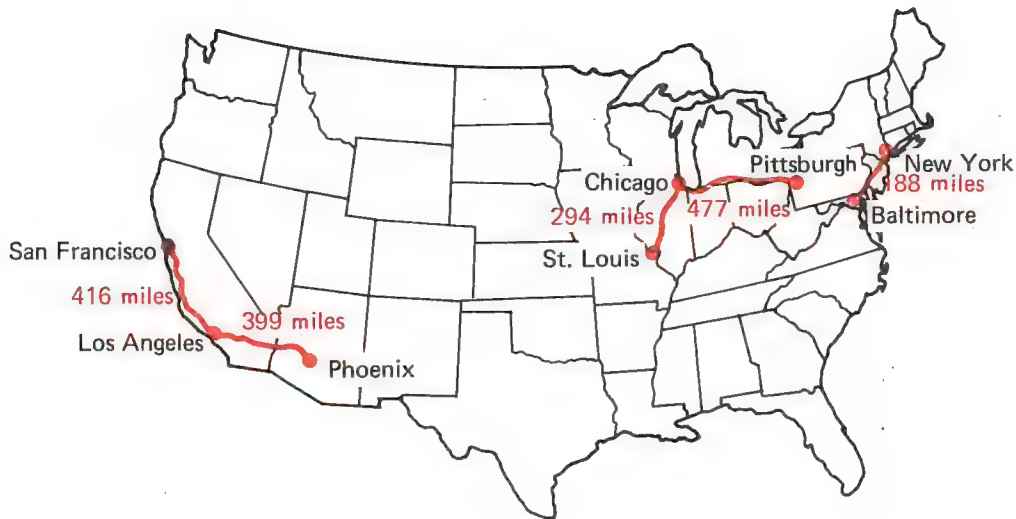 Pittsburgh
New York
Chicago
188 miles
294 miles
477 miles
Baltimore
San Francisco
St. Louis
416 miles
399 miles
Los Angeles
Phoenix